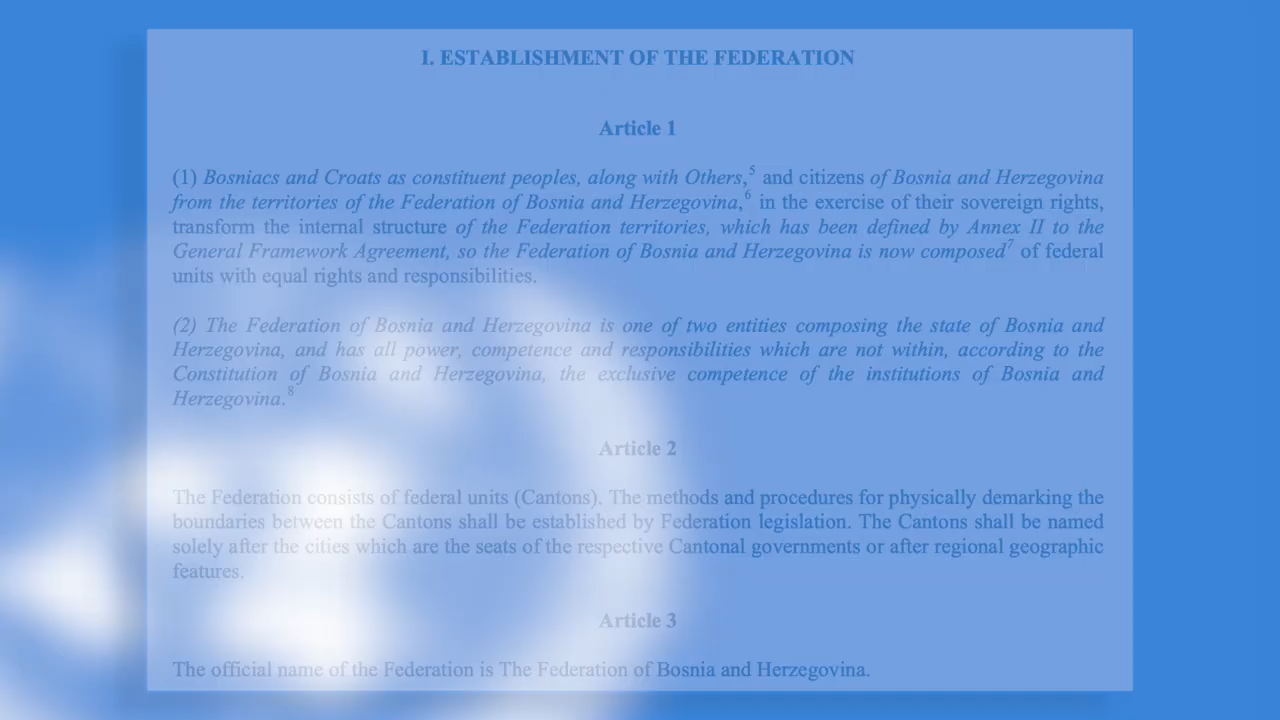 I. ESTABLISHMENT OF THE FEDERATION
Article 1
(1) Bosniacs and Croats as constituent peoples, along with Others,5 and citizens of Bosnia and Herzegovina
from the territories of the Federation of Bosnia and Herzegovina,6 in the exercise of their sovereign rights,
transform the internal structure of the Federation territories, which has been defined by Annex II to the
General Framework Agreement, so the Federation of Bosnia and Herzegovina is now composed7 of federal
units with equal rights and responsibilities.
(2) The Federation of Bosnia and Herzegovina is one of two entities composing the state of Bosnia and
Herzegovina, and has all power, competence and responsibilities which are not within, according to the
Constitution of Bosnia and Herzegovina, the exclusive competence of the institutions of Bosnia and
Herzegovina.8
Article 2
The Federation consists of federal units (Cantons). The methods and procedures for physically demarking the
boundaries between the Cantons shall be established by Federation legislation. The Cantons shall be named
solely after the cities which are the seats of the respective Cantonal governments or after regional geographic
features.
Article 3
The official name of the Federation is The Federation of Bosnia and Herzegovina.